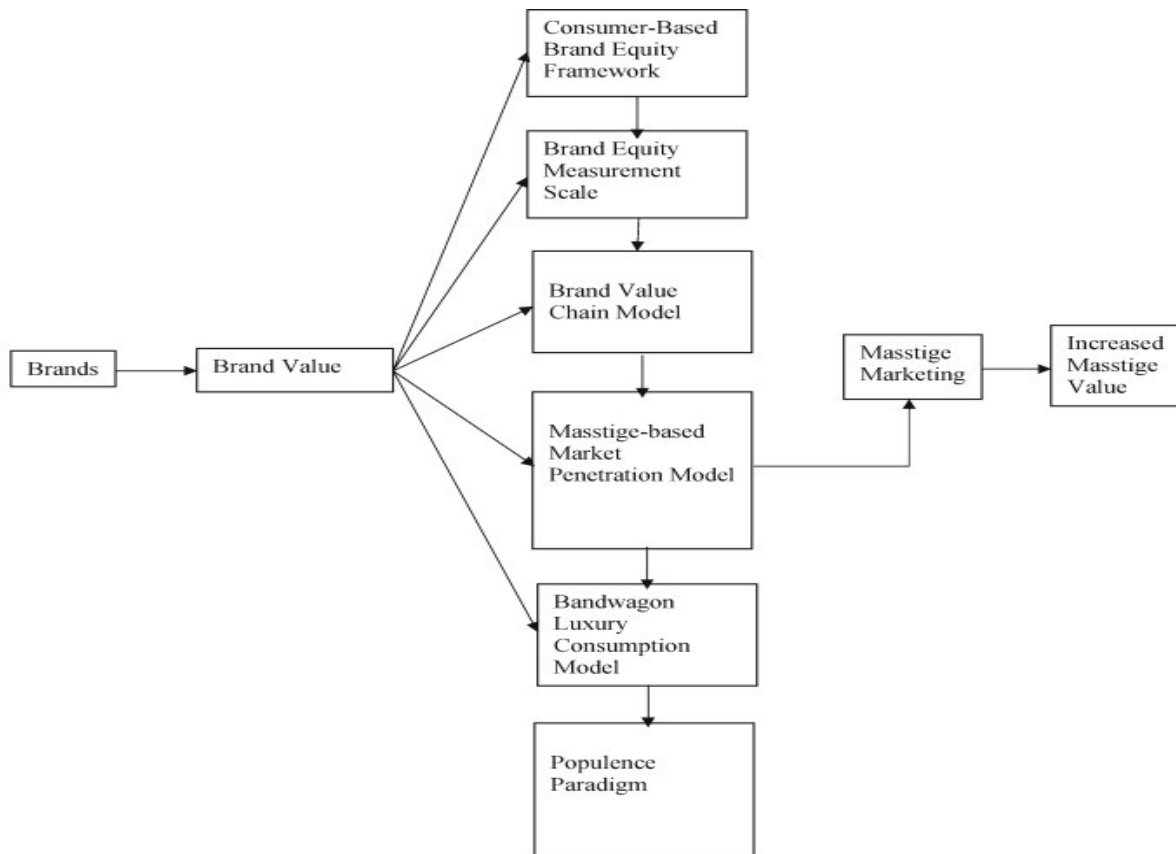 Consumer-Based
Brand Equity
Framework
Brand Equity
Measurement
Scale
Brand Value
Chain Model
Brands
Brand Value
Masstige
Marketing
Increased
Masstige
Value
Masstige-based
Market
Penetration Model
Bandwagon
Luxury
Consumption
Model
Populence
Paradigm